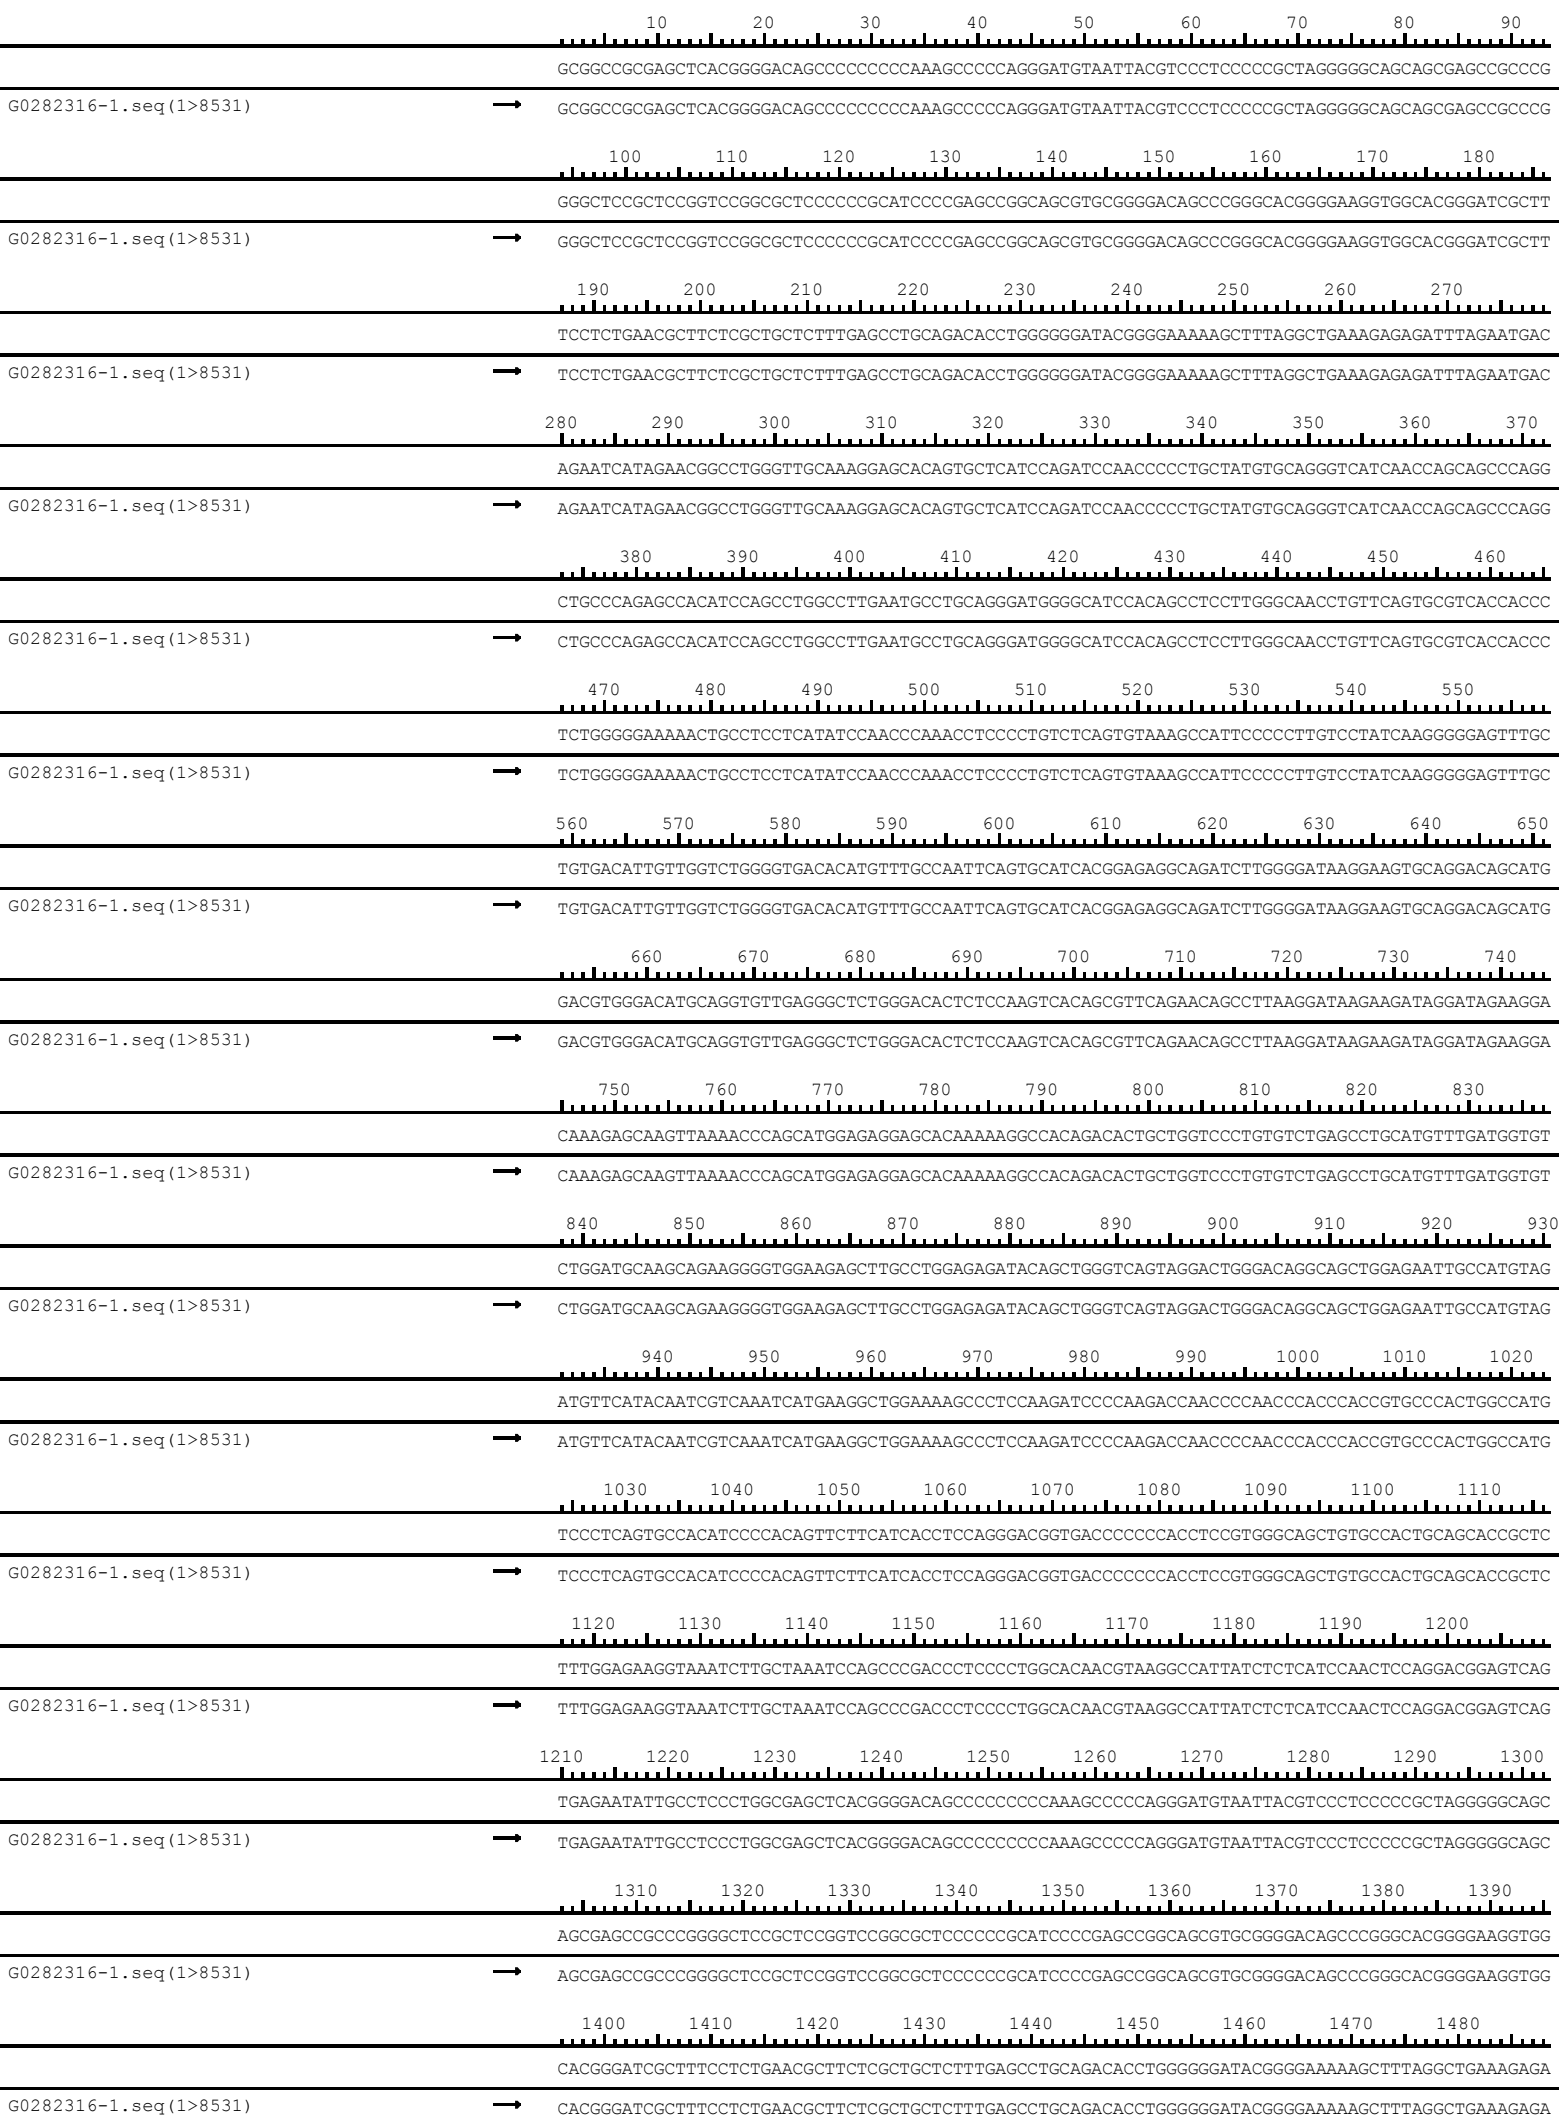 10 20 30 40 50 60 70 80 90
GCGGCCGCGAGCTCACGGGGACAGCCCCCCCCCAAAGCCCCCAGGGATGTAATTACGTCCCTCCCCCGCTAGGGGGCAGCAGCGAGCCGCCCG
G0282316-1.seq(1>8531) GCGGCCGCGAGCTCACGGGGACAGCCCCCCCCCAAAGCCCCCAGGGATGTAATTACGTCCCTCCCCCGCTAGGGGGCAGCAGCGAGCCGCCCG
100 110 120 130 140 150 160 170 180
GGGCTCCGCTCCGGTCCGGCGCTCCCCCCGCATCCCCGAGCCGGCAGCGTGCGGGGACAGCCCGGGCACGGGGAAGGTGGCACGGGATCGCTT
G0282316-1.seq(1>8531) GGGCTCCGCTCCGGTCCGGCGCTCCCCCCGCATCCCCGAGCCGGCAGCGTGCGGGGACAGCCCGGGCACGGGGAAGGTGGCACGGGATCGCTT
190 200 210 220 230 240 250 260 270
TCCTCTGAACGCTTCTCGCTGCTCTTTGAGCCTGCAGACACCTGGGGGGATACGGGGAAAAAGCTTTAGGCTGAAAGAGAGATTTAGAATGAC
G0282316-1.seq(1>8531) TCCTCTGAACGCTTCTCGCTGCTCTTTGAGCCTGCAGACACCTGGGGGGATACGGGGAAAAAGCTTTAGGCTGAAAGAGAGATTTAGAATGAC
280 290 300 310 320 330 340 350 360 370
AGAATCATAGAACGGCCTGGGTTGCAAAGGAGCACAGTGCTCATCCAGATCCAACCCCCTGCTATGTGCAGGGTCATCAACCAGCAGCCCAGG
G0282316-1.seq(1>8531) AGAATCATAGAACGGCCTGGGTTGCAAAGGAGCACAGTGCTCATCCAGATCCAACCCCCTGCTATGTGCAGGGTCATCAACCAGCAGCCCAGG
380 390 400 410 420 430 440 450 460
CTGCCCAGAGCCACATCCAGCCTGGCCTTGAATGCCTGCAGGGATGGGGCATCCACAGCCTCCTTGGGCAACCTGTTCAGTGCGTCACCACCC
G0282316-1.seq(1>8531) CTGCCCAGAGCCACATCCAGCCTGGCCTTGAATGCCTGCAGGGATGGGGCATCCACAGCCTCCTTGGGCAACCTGTTCAGTGCGTCACCACCC
470 480 490 500 510 520 530 540 550
TCTGGGGGAAAAACTGCCTCCTCATATCCAACCCAAACCTCCCCTGTCTCAGTGTAAAGCCATTCCCCCTTGTCCTATCAAGGGGGAGTTTGC
G0282316-1.seq(1>8531) TCTGGGGGAAAAACTGCCTCCTCATATCCAACCCAAACCTCCCCTGTCTCAGTGTAAAGCCATTCCCCCTTGTCCTATCAAGGGGGAGTTTGC
560 570 580 590 600 610 620 630 640 650
TGTGACATTGTTGGTCTGGGGTGACACATGTTTGCCAATTCAGTGCATCACGGAGAGGCAGATCTTGGGGATAAGGAAGTGCAGGACAGCATG
G0282316-1.seq(1>8531) TGTGACATTGTTGGTCTGGGGTGACACATGTTTGCCAATTCAGTGCATCACGGAGAGGCAGATCTTGGGGATAAGGAAGTGCAGGACAGCATG
660 670 680 690 700 710 720 730 740
GACGTGGGACATGCAGGTGTTGAGGGCTCTGGGACACTCTCCAAGTCACAGCGTTCAGAACAGCCTTAAGGATAAGAAGATAGGATAGAAGGA
G0282316-1.seq(1>8531) GACGTGGGACATGCAGGTGTTGAGGGCTCTGGGACACTCTCCAAGTCACAGCGTTCAGAACAGCCTTAAGGATAAGAAGATAGGATAGAAGGA
750 760 770 780 790 800 810 820 830
CAAAGAGCAAGTTAAAACCCAGCATGGAGAGGAGCACAAAAAGGCCACAGACACTGCTGGTCCCTGTGTCTGAGCCTGCATGTTTGATGGTGT
G0282316-1.seq(1>8531) CAAAGAGCAAGTTAAAACCCAGCATGGAGAGGAGCACAAAAAGGCCACAGACACTGCTGGTCCCTGTGTCTGAGCCTGCATGTTTGATGGTGT
840 850 860 870 880 890 900 910 920 930
CTGGATGCAAGCAGAAGGGGTGGAAGAGCTTGCCTGGAGAGATACAGCTGGGTCAGTAGGACTGGGACAGGCAGCTGGAGAATTGCCATGTAG
G0282316-1.seq(1>8531) CTGGATGCAAGCAGAAGGGGTGGAAGAGCTTGCCTGGAGAGATACAGCTGGGTCAGTAGGACTGGGACAGGCAGCTGGAGAATTGCCATGTAG
940 950 960 970 980 990 1000 1010 1020
ATGTTCATACAATCGTCAAATCATGAAGGCTGGAAAAGCCCTCCAAGATCCCCAAGACCAACCCCAACCCACCCACCGTGCCCACTGGCCATG
G0282316-1.seq(1>8531) ATGTTCATACAATCGTCAAATCATGAAGGCTGGAAAAGCCCTCCAAGATCCCCAAGACCAACCCCAACCCACCCACCGTGCCCACTGGCCATG
1030 1040 1050 1060 1070 1080 1090 1100 1110
TCCCTCAGTGCCACATCCCCACAGTTCTTCATCACCTCCAGGGACGGTGACCCCCCCACCTCCGTGGGCAGCTGTGCCACTGCAGCACCGCTC
G0282316-1.seq(1>8531) TCCCTCAGTGCCACATCCCCACAGTTCTTCATCACCTCCAGGGACGGTGACCCCCCCACCTCCGTGGGCAGCTGTGCCACTGCAGCACCGCTC
1120 1130 1140 1150 1160 1170 1180 1190 1200
TTTGGAGAAGGTAAATCTTGCTAAATCCAGCCCGACCCTCCCCTGGCACAACGTAAGGCCATTATCTCTCATCCAACTCCAGGACGGAGTCAG
G0282316-1.seq(1>8531) TTTGGAGAAGGTAAATCTTGCTAAATCCAGCCCGACCCTCCCCTGGCACAACGTAAGGCCATTATCTCTCATCCAACTCCAGGACGGAGTCAG
1210 1220 1230 1240 1250 1260 1270 1280 1290 1300
TGAGAATATTGCCTCCCTGGCGAGCTCACGGGGACAGCCCCCCCCCAAAGCCCCCAGGGATGTAATTACGTCCCTCCCCCGCTAGGGGGCAGC
G0282316-1.seq(1>8531) TGAGAATATTGCCTCCCTGGCGAGCTCACGGGGACAGCCCCCCCCCAAAGCCCCCAGGGATGTAATTACGTCCCTCCCCCGCTAGGGGGCAGC
1310 1320 1330 1340 1350 1360 1370 1380 1390
AGCGAGCCGCCCGGGGCTCCGCTCCGGTCCGGCGCTCCCCCCGCATCCCCGAGCCGGCAGCGTGCGGGGACAGCCCGGGCACGGGGAAGGTGG
G0282316-1.seq(1>8531) AGCGAGCCGCCCGGGGCTCCGCTCCGGTCCGGCGCTCCCCCCGCATCCCCGAGCCGGCAGCGTGCGGGGACAGCCCGGGCACGGGGAAGGTGG
1400 1410 1420 1430 1440 1450 1460 1470 1480
CACGGGATCGCTTTCCTCTGAACGCTTCTCGCTGCTCTTTGAGCCTGCAGACACCTGGGGGGATACGGGGAAAAAGCTTTAGGCTGAAAGAGA
G0282316-1.seq(1>8531) CACGGGATCGCTTTCCTCTGAACGCTTCTCGCTGCTCTTTGAGCCTGCAGACACCTGGGGGGATACGGGGAAAAAGCTTTAGGCTGAAAGAGA